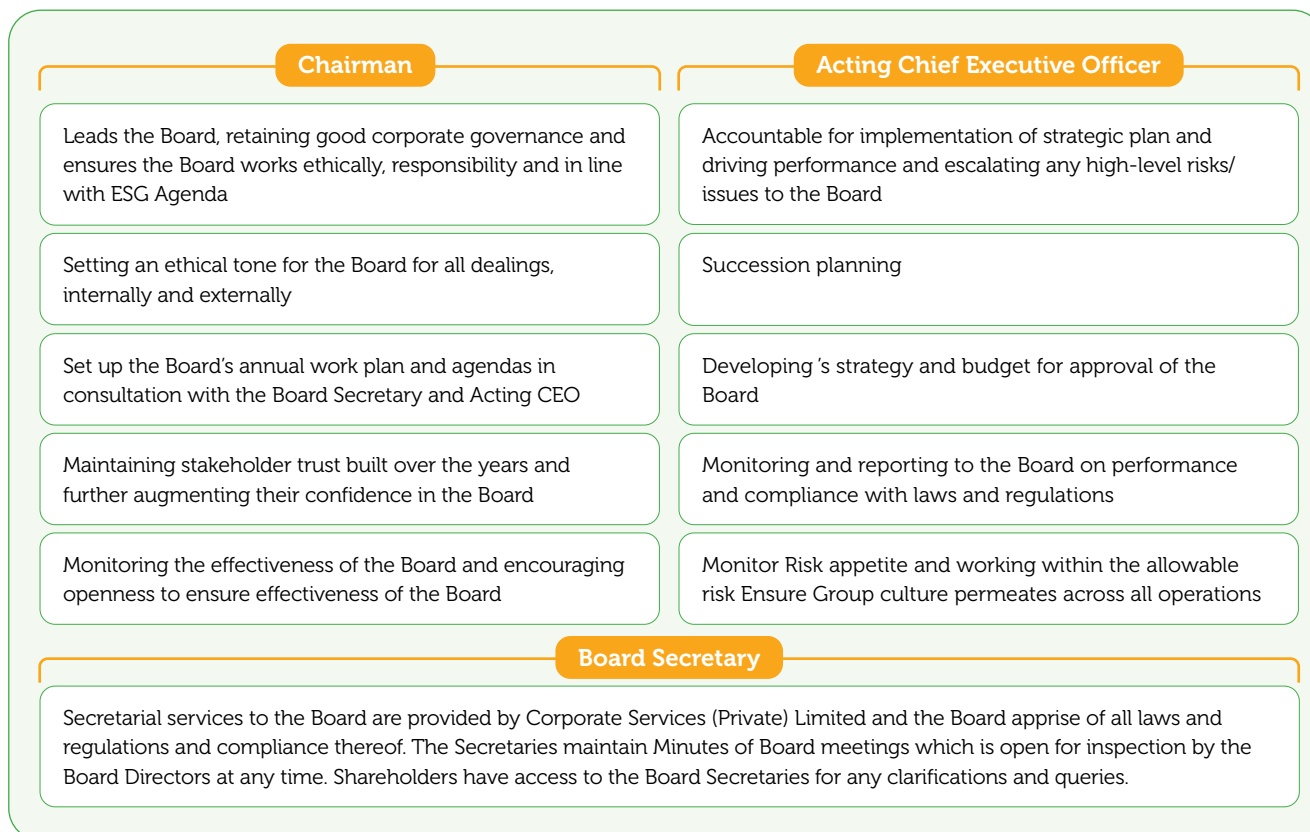 Chairman
Leads the Board, retaining good corporate governance and
ensures the Board works ethically, responsibility and in line
with ESG Agenda
Setting an ethical tone for the Board for all dealings,
internally and externally
Set up the Board’s annual work plan and agendas in
consultation with the Board Secretary and Acting CEO
Maintaining stakeholder trust built over the years and
further augmenting their confidence in the Board
Monitoring the effectiveness of the Board and encouraging
openness to ensure effectiveness of the Board
Acting Chief Executive Officer
Accountable for implementation of strategic plan and
driving performance and escalating any high-level risks/
issues to the Board
Succession planning
Developing ’s strategy and budget for approval of the
Board
Monitoring and reporting to the Board on performance
and compliance with laws and regulations
Monitor Risk appetite and working within the allowable
risk Ensure Group culture permeates across all operations
Board Secretary
Secretarial services to the Board are provided by Corporate Services (Private) Limited and the Board apprise of all laws and
regulations and compliance thereof. The Secretaries maintain Minutes of Board meetings which is open for inspection by the
Board Directors at any time. Shareholders have access to the Board Secretaries for any clarifications and queries.